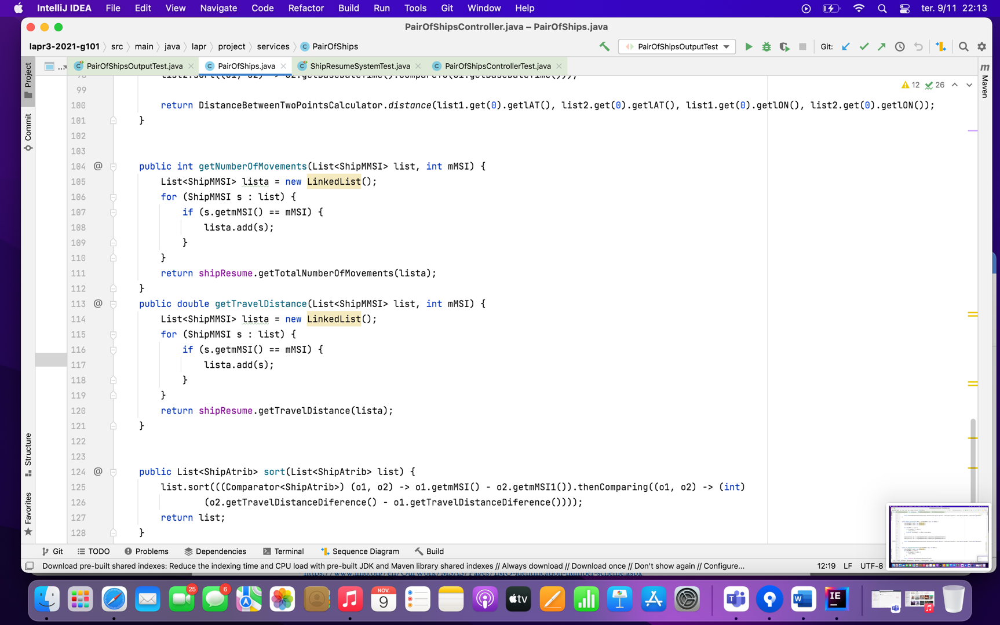 IntelliJ IDEA File Edit View Navigate Code Refactor Build Run Tools Git Window Help ter. 9/11 22:13
PairOfShipsController.java – PairOfShips.java
lapr3-2021-g101 src main java lapr project services PairOfShips PairOfShipsOutputTest Git:
Project ... PairOfShipsOutputTest.java PairOfShips.java ShipResumeSystemTest.java PairOfShipsControllerTest.java m Maven
12 26
99
100 return DistanceBetweenTwoPointsCalculator.distance(list1.get(0).getlAT(), list2.get(0).getlAT(), list1.get(0).getlON(), list2.get(0).getlON());
101 }
Commit
102
103
104 @ public int getNumberOfMovements(List<ShipMMSI> list, int mMSI) {
105 List<ShipMMSI> lista = new LinkedList();
106 for (ShipMMSI s : list) {
107 if (s.getmMSI() == mMSI) {
108 lista.add(s);
109 }
110 }
111 return shipResume.getTotalNumberOfMovements(lista);
112 }
113 @ public double getTravelDistance(List<ShipMMSI> list, int mMSI) {
114 List<ShipMMSI> lista = new LinkedList();
115 for (ShipMMSI s : list) {
116 if (s.getmMSI() == mMSI) {
117 lista.add(s);
118 }
119 }
120 return shipResume.getTravelDistance(lista);
121 }
122
Structure
123
124 @ public List<ShipAtrib> sort(List<ShipAtrib> list) {
125 list.sort(((Comparator<ShipAtrib>) (o1, o2) -> o1.getmMSI() - o2.getmMSI1()).thenComparing((o1, o2) -> (int)
126 (o2.getTravelDistanceDiference() - o1.getTravelDistanceDiference())));
Favorites
127 return list;
128 }
Git TODO Problems Dependencies Terminal Sequence Diagram Build
Download pre-built shared indexes: Reduce the indexing time and CPU load with pre-built JDK and Maven library shared indexes // Always download // Download once // Don't show again // Configure... 12:19 LF UTF-8
25 6 NOV. 9 tv W IE